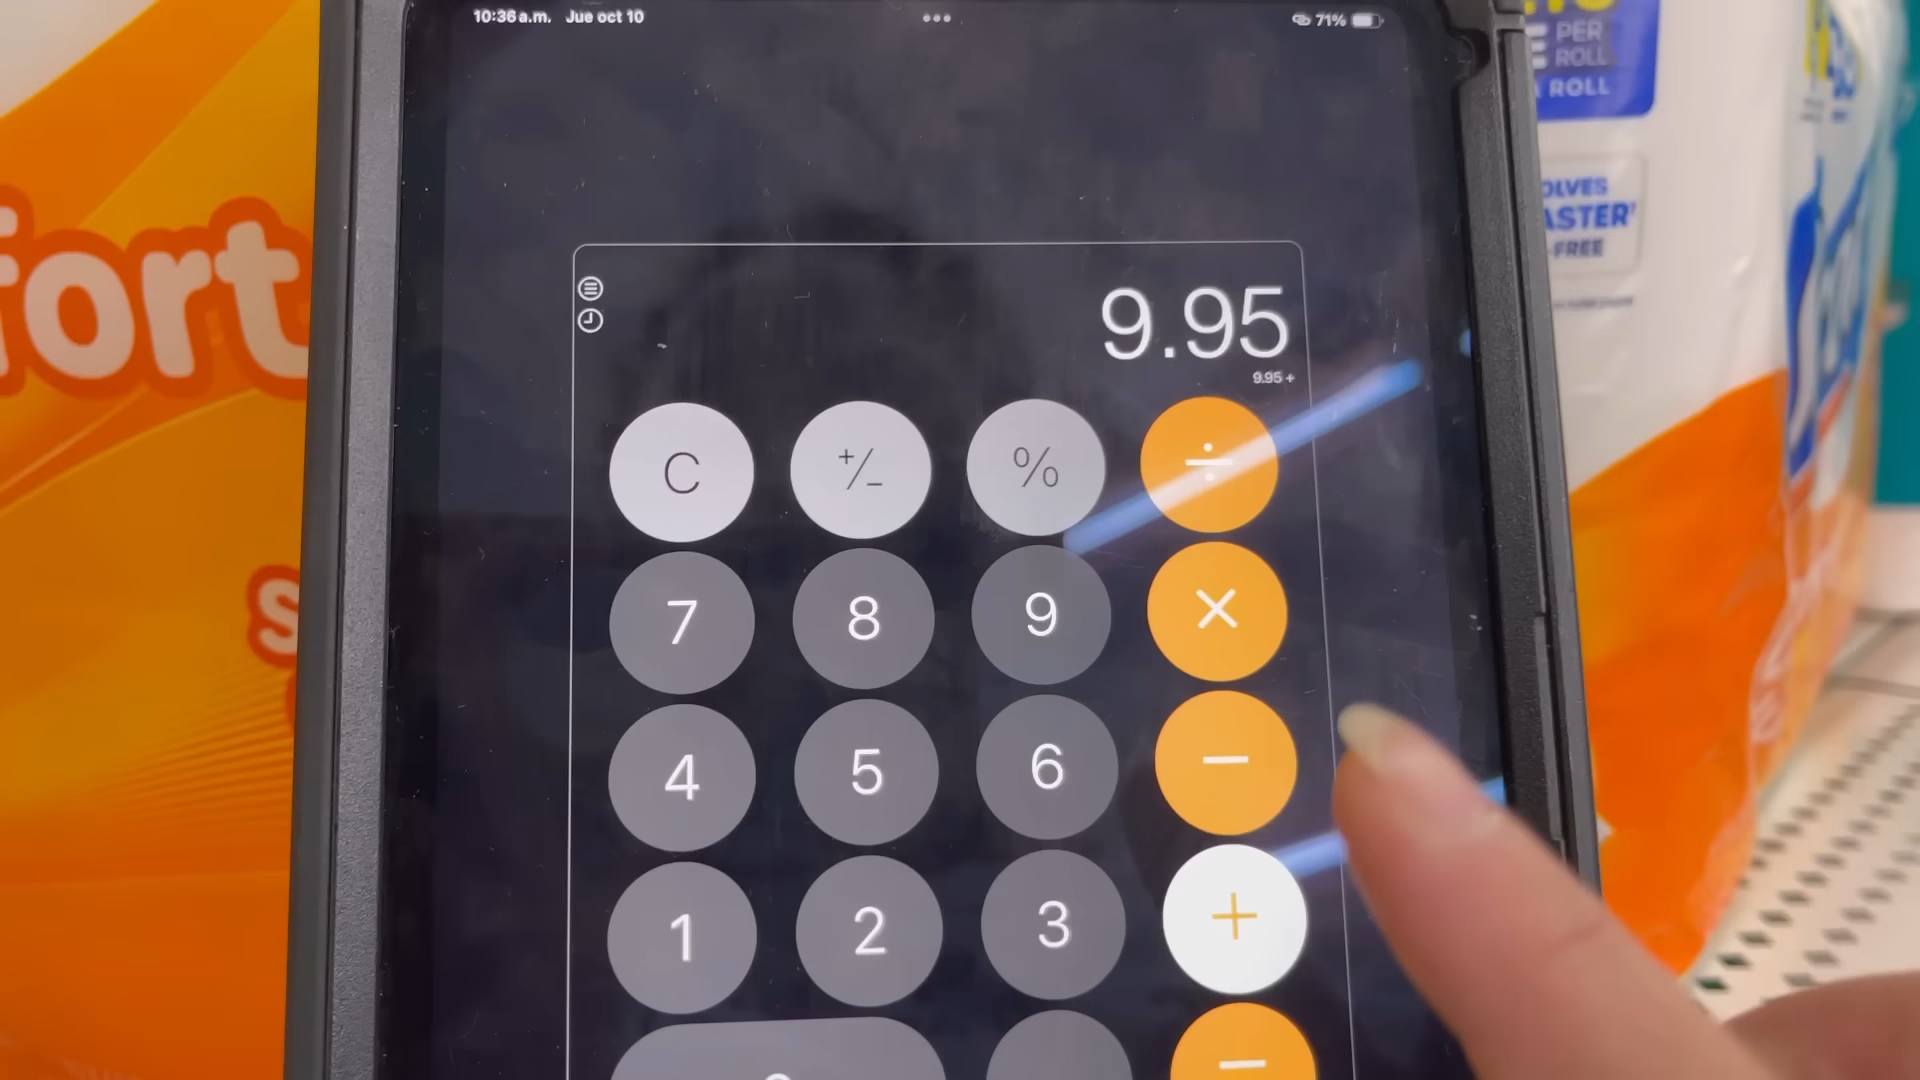 10:36 a.m. Jue oct 10
71%
9.95
9.95 +
C +/- % ÷
7 8 9 ×
4 5 6 −
1 2 3 +
fort
PER
ROLL
ROLL
OLVES
ASTER
-FREE